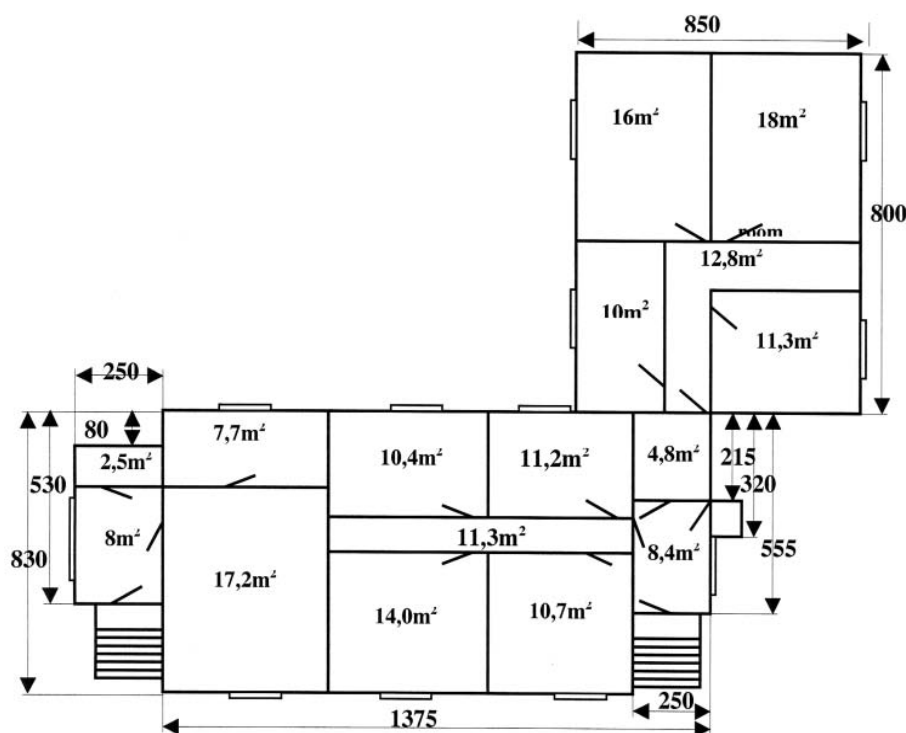 850
16m²
18m²
800
room
12,8m²
10m²
11,3m²
250
80
7,7m²
10,4m²
11,2m²
4,8m²
215
2,5m²
530
320
8m²
11,3m²
8,4m²
555
830
17,2m²
14,0m²
10,7m²
250
1375